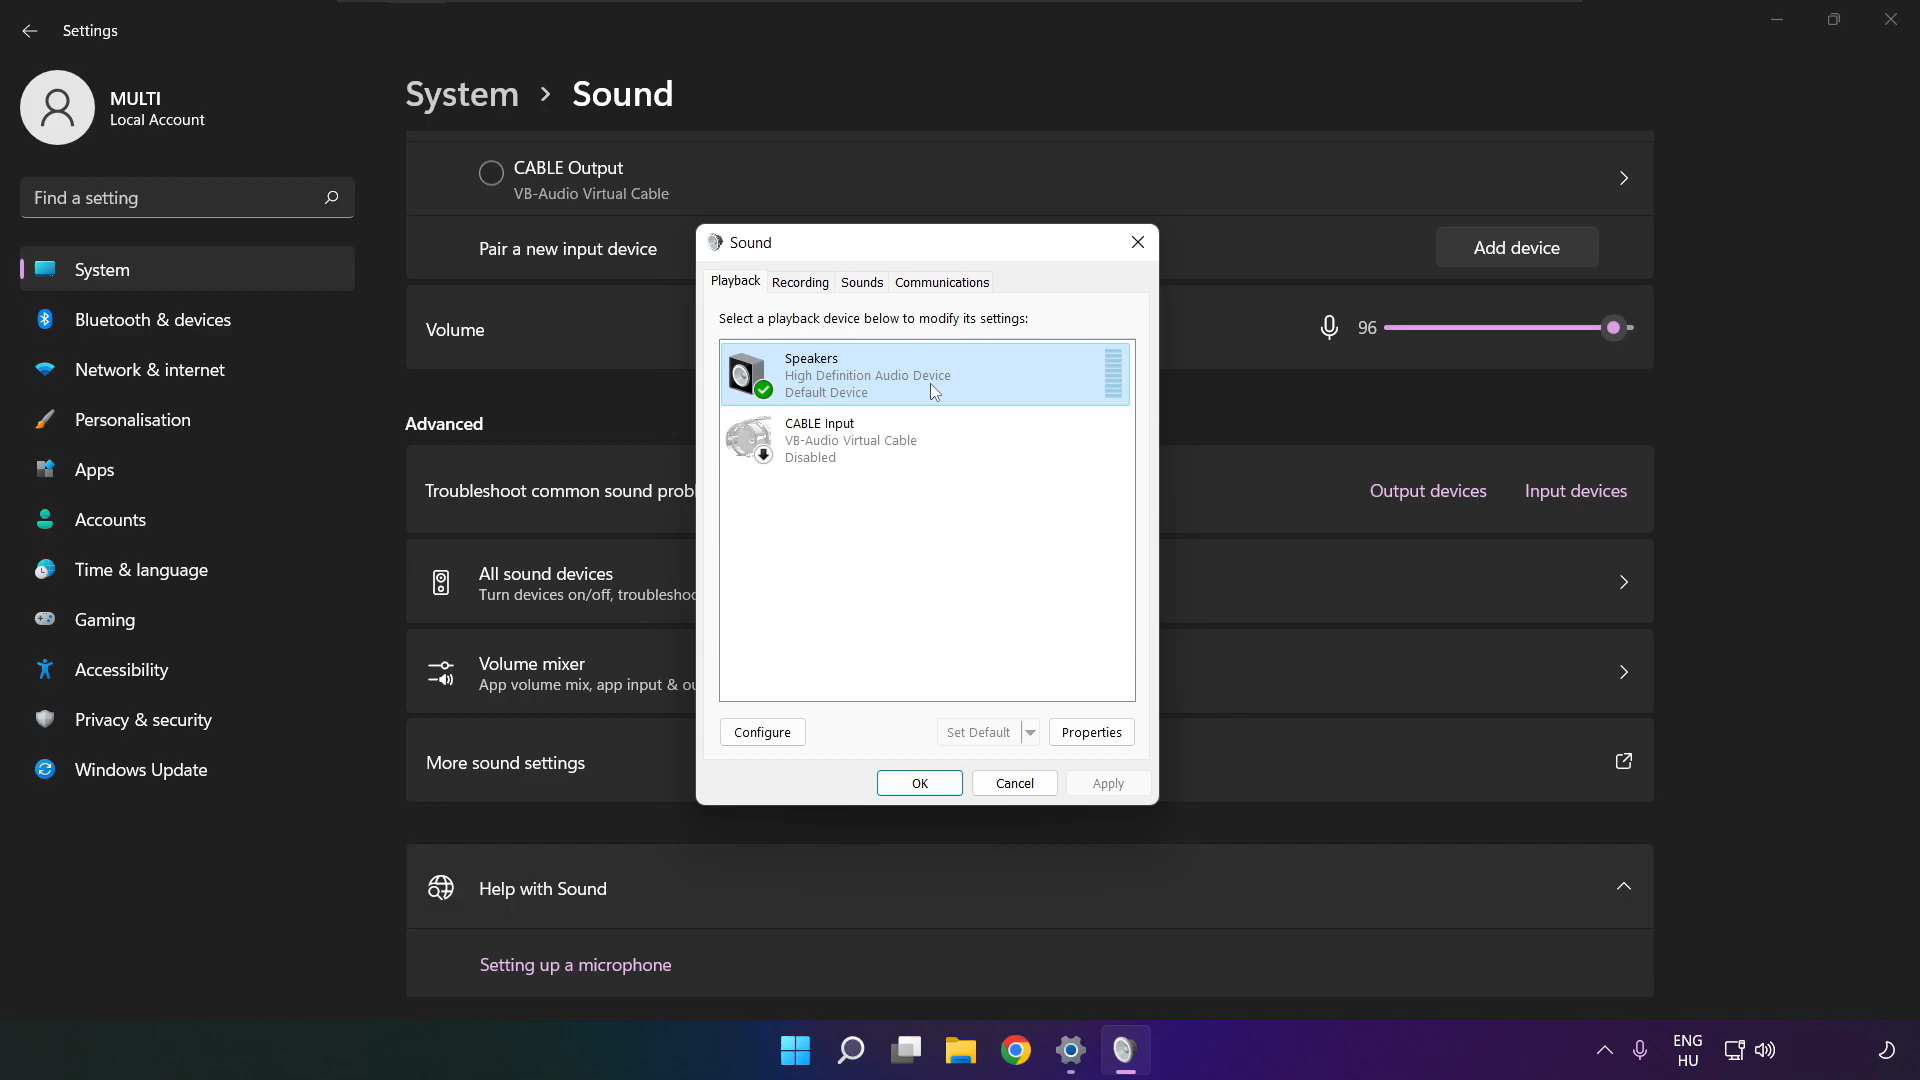 Settings
MULTI
Local Account
Find a setting
System
Bluetooth & devices
Network & internet
Personalisation
Apps
Accounts
Time & language
Gaming
Accessibility
Privacy & security
Windows Update
System > Sound
CABLE Output
VB-Audio Virtual Cable
Pair a new input device
Add device
Volume
96
Advanced
Troubleshoot common sound
Output devices
Input devices
All sound devices
Turn devices on/off,
Volume mixer
App volume mix, app input &
More sound settings
Help with Sound
Setting up a microphone
Sound
Playback
Recording
Sounds
Communications
Select a playback device below to modify its settings:
Speakers
High Definition Audio Device
Default Device
CABLE Input
VB-Audio Virtual Cable
Disabled
Configure
Set Default
Properties
OK
Cancel
Apply
ENG
HU